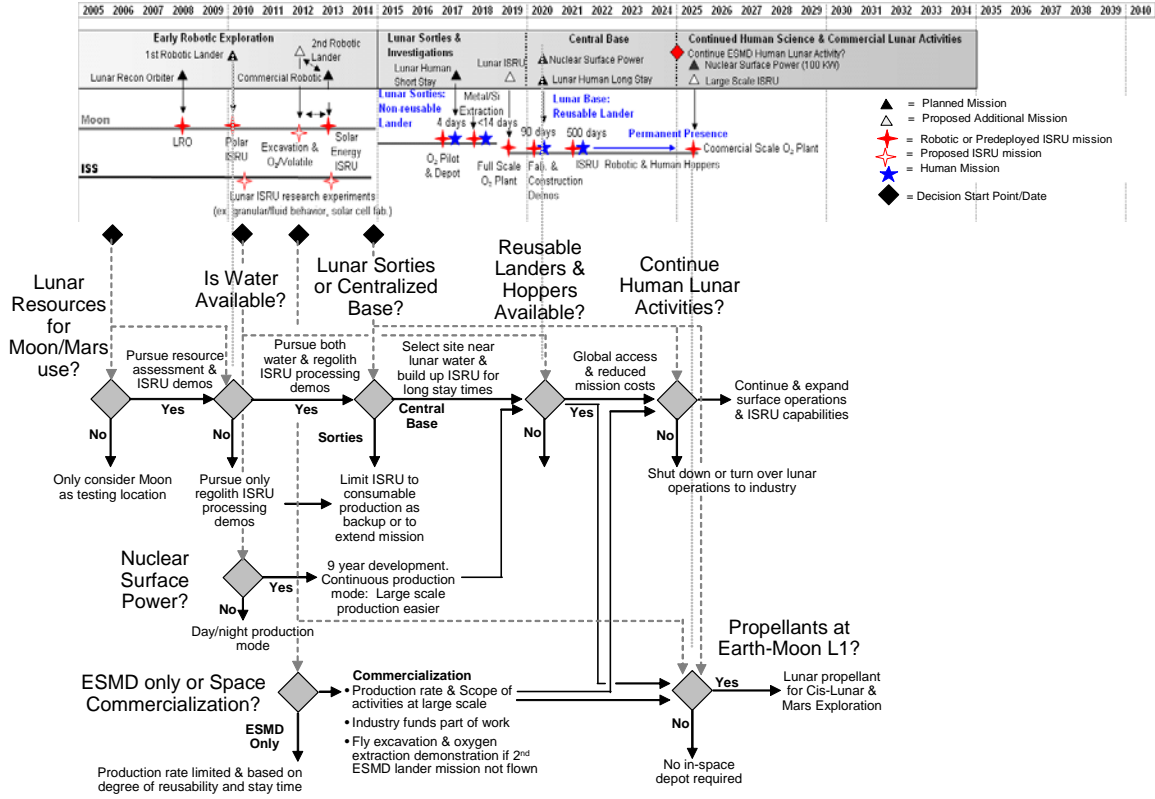 2005 2006 2007 2008 2009 2010 2011 2012 2013 2014 2015 2016 2017 2018 2019 2020 2021 2022 2023 2024 2025 2026 2027 2028 2029 2030 2031 2032 2033 2034 2035 2036 2037 2038 2039 2040
Early Robotic Exploration
1st Robotic Lander
2nd Robotic
Lander
Lunar Recon Orbiter
Commercial Robotic
Lunar Sorties &
Investigations
Lunar ISRU
Lunar Human
Short Stay
Central Base
Nuclear Surface Power
Lunar Human Long Stay
Continued Human Science & Commercial Lunar Activities
Continue ESMD Human Lunar Activity?
Nuclear Surface Power (100 KW)
Large Scale ISRU
Moon
LRO
Polar
ISRU
Excavation &
O2/Volatile
Solar
Energy
ISRU
Lunar Sorties:
Non-reusable
Lander
Metal/Si
Extraction
4 days
<14 days
O2 Pilot
& Depot
Full Scale
O2 Plant
Lunar Base:
Reusable Lander
90 days
600 days
Fab. &
Construction
Demos
ISRU Robotic & Human Hoppers
Permanent Presence
Coomercial Scale O2 Plant
ISS
Lunar ISRU research experiments
(ex. granular/fluid behavior, solar cell fab.)
= Planned Mission
= Proposed Additional Mission
= Robotic or Predeployed ISRU mission
= Proposed ISRU mission
= Human Mission
= Decision Start Point/Date
Lunar
Resources
for
Moon/Mars
use?
Is Water
Available?
Lunar Sorties
or Centralized
Base?
Reusable
Landers &
Hoppers
Available?
Continue
Human Lunar
Activities?
Pursue resource
assessment &
ISRU demos
Yes
No
Only consider Moon
as testing location
Pursue both
water & regolith
ISRU processing
demos
Yes
No
Pursue only
regolith ISRU
processing
demos
Select site near
lunar water &
build up ISRU for
long stay times
Central
Base
Sorties
Limit ISRU to
consumable
production as
backup or to
extend mission
Global access
& reduced
mission costs
Yes
No
Continue & expand
surface operations
& ISRU capabilities
No
Shut down or turn over lunar
operations to industry
Nuclear
Surface
Power?
Yes
9 year development.
Continuous production
mode: Large scale
production easier
No
Day/night production
mode
ESMD only or Space
Commercialization?
Commercialization
• Production rate & Scope of
activities at large scale
• Industry funds part of work
• Fly excavation & oxygen
extraction demonstration if 2nd
ESMD lander mission not flown
ESMD
Only
Production rate limited & based on
degree of reusability and stay time
Propellants at
Earth-Moon L1?
Yes
Lunar propellant
for Cis-Lunar &
Mars Exploration
No
No in-space
depot required